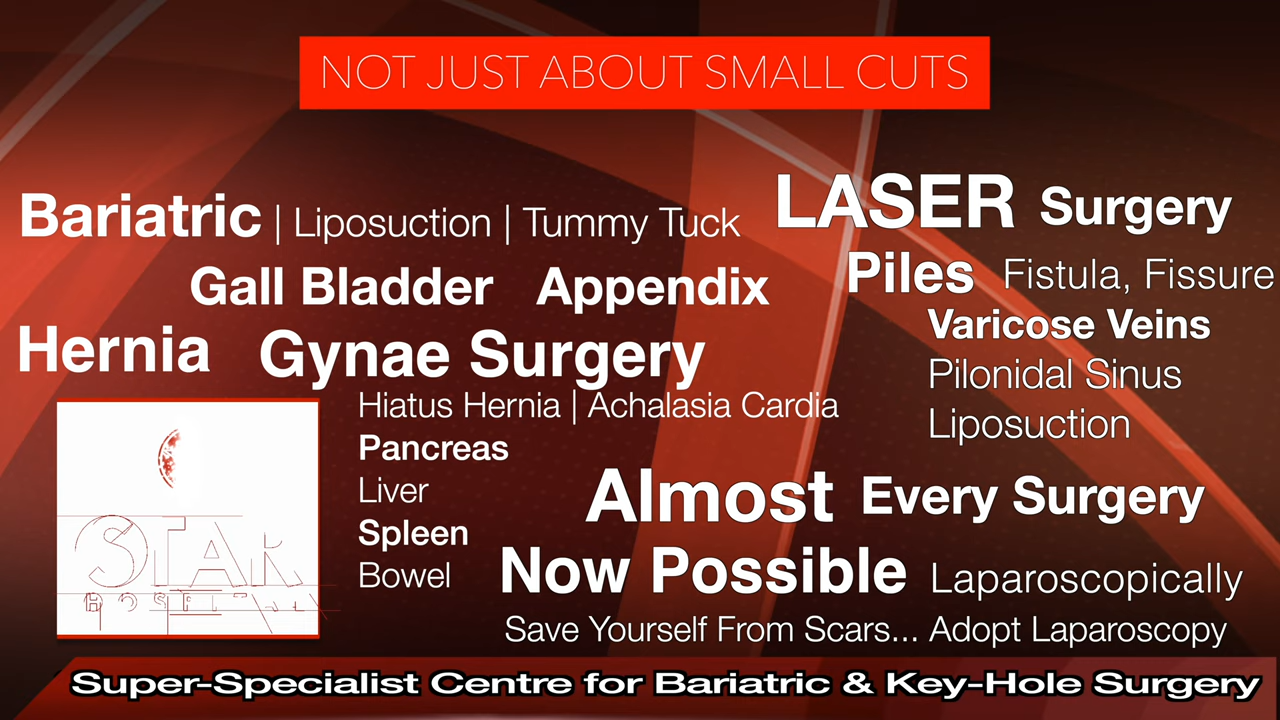 NOT JUST ABOUT SMALL CUTS
Bariatric | Liposuction | Tummy Tuck
Gall Bladder Appendix
Hernia Gynae Surgery
Hiatus Hernia | Achalasia Cardia
Pancreas
Liver
Spleen
Bowel
LASER Surgery
Piles Fistula, Fissure
Varicose Veins
Pilonidal Sinus
Liposuction
Almost Every Surgery
Now Possible Laparoscopically
Save Yourself From Scars... Adopt Laparoscopy
STAR
Super-Specialist Centre for Bariatric & Key-Hole Surgery